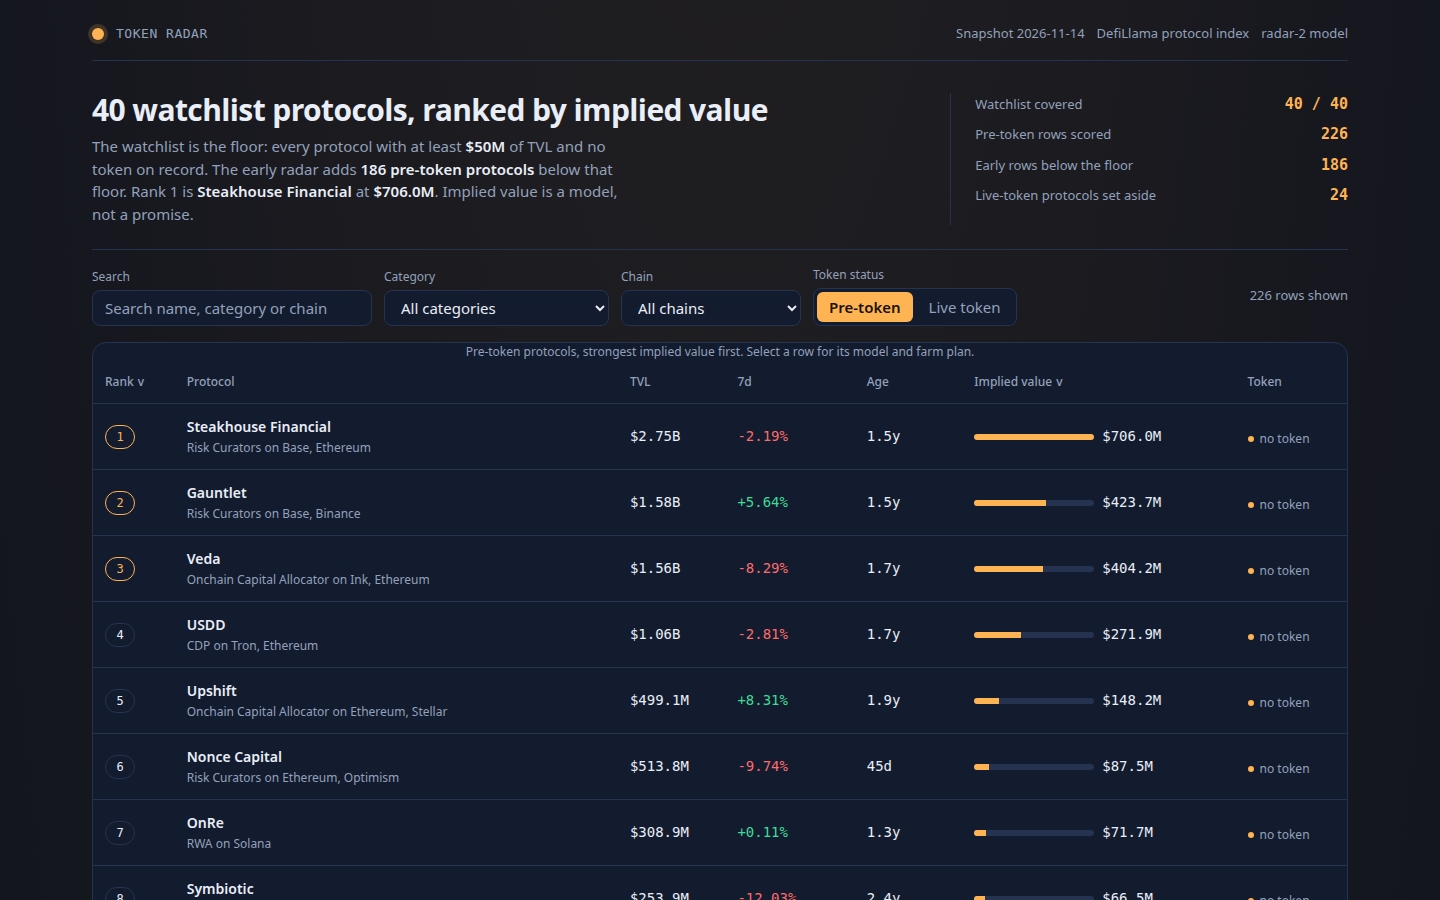 TOKEN RADAR
Snapshot 2026-11-14 DefiLlama protocol index radar-2 model
40 watchlist protocols, ranked by implied value
The watchlist is the floor: every protocol with at least $50M of TVL and no
token on record. The early radar adds 186 pre-token protocols below that
floor. Rank 1 is Steakhouse Financial at $706.0M. Implied value is a model,
not a promise.
Watchlist covered 40 / 40
Pre-token rows scored 226
Early rows below the floor 186
Live-token protocols set aside 24
Search Category Chain Token status
Search name, category or chain All categories All chains Pre-token Live token
226 rows shown
Pre-token protocols, strongest implied value first. Select a row for its model and farm plan.
Rank v Protocol TVL 7d Age Implied value v Token
1 Steakhouse Financial $2.75B -2.19% 1.5y $706.0M no token
Risk Curators on Base, Ethereum
2 Gauntlet $1.58B +5.64% 1.5y $423.7M no token
Risk Curators on Base, Binance
3 Veda $1.56B -8.29% 1.7y $404.2M no token
Onchain Capital Allocator on Ink, Ethereum
4 USDD $1.06B -2.81% 1.7y $271.9M no token
CDP on Tron, Ethereum
5 Upshift $499.1M +8.31% 1.9y $148.2M no token
Onchain Capital Allocator on Ethereum, Stellar
6 Nonce Capital $513.8M -9.74% 45d $87.5M no token
Risk Curators on Ethereum, Optimism
7 OnRe $308.9M +0.11% 1.3y $71.7M no token
RWA on Solana
8 Symbiotic $253.9M -12.03% 2.4y $66.5M no token